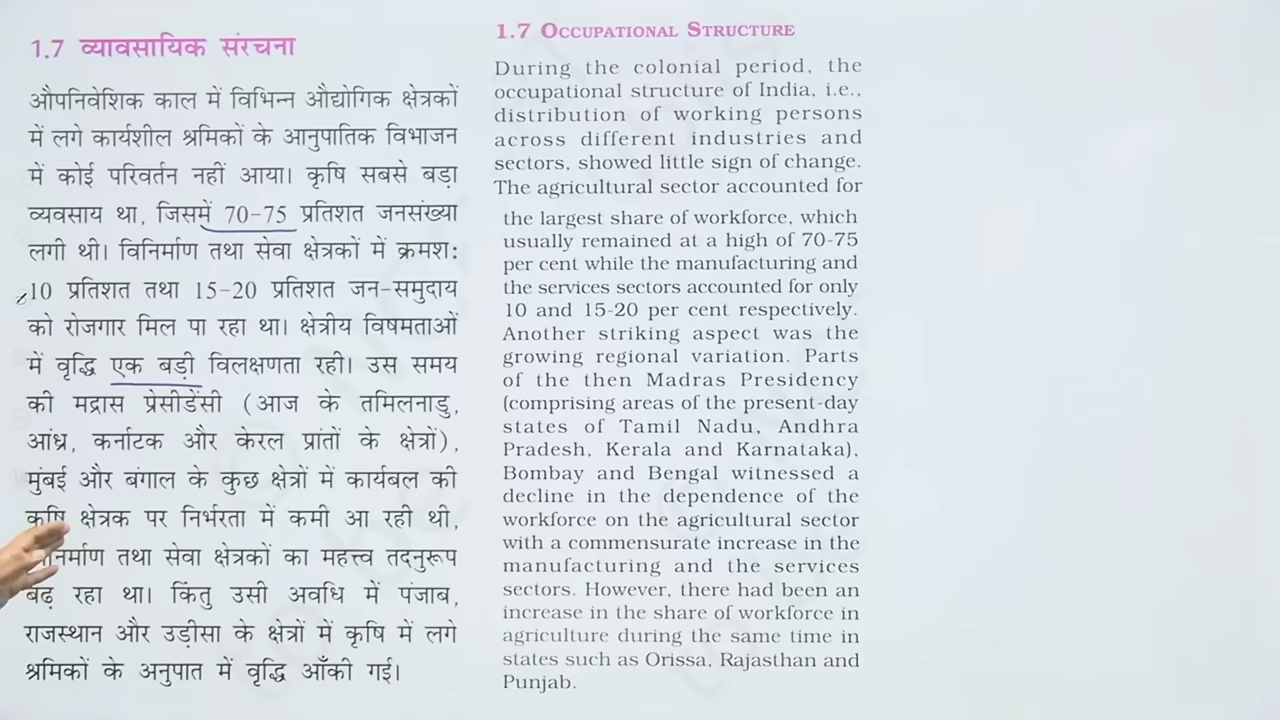 1.7 व्यावसायिक संरचना
औपनिवेशिक काल में विभिन्न औद्योगिक क्षेत्रकों
में लगे कार्यशील श्रमिकों के आनुपातिक विभाजन
में कोई परिवर्तन नहीं आया। कृषि सबसे बड़ा
व्यवसाय था, जिसमें 70-75 प्रतिशत जनसंख्या
लगी थी। विनिर्माण तथा सेवा क्षेत्रकों में क्रमश:
10 प्रतिशत तथा 15-20 प्रतिशत जन-समुदाय
को रोजगार मिल पा रहा था। क्षेत्रीय विषमताओं
में वृद्धि एक बड़ी विलक्षणता रही। उस समय
की मद्रास प्रेसीडेंसी (आज के तमिलनाडु,
आंध्र, कर्नाटक और केरल प्रांतों के क्षेत्रों),
मुंबई और बंगाल के कुछ क्षेत्रों में कार्यबल की
कृषि क्षेत्रक पर निर्भरता में कमी आ रही थी,
तथा सेवा क्षेत्रकों का महत्त्व तदनुरूप
बढ़ रहा था। किंतु उसी अवधि में पंजाब,
राजस्थान और उड़ीसा के क्षेत्रों में कृषि में लगे
श्रमिकों के अनुपात में वृद्धि आँकी गई।
1.7 OCCUPATIONAL STRUCTURE
During the colonial period, the
occupational structure of India, i.e.,
distribution of working persons
across different industries and
sectors, showed little sign of change.
The agricultural sector accounted for
the largest share of workforce, which
usually remained at a high of 70-75
per cent while the manufacturing and
the services sectors accounted for only
10 and 15-20 per cent respectively.
Another striking aspect was the
growing regional variation. Parts
of the then Madras Presidency
(comprising areas of the present-day
states of Tamil Nadu, Andhra
Pradesh, Kerala and Karnataka),
Bombay and Bengal witnessed a
decline in the dependence of the
workforce on the agricultural sector
with a commensurate increase in the
manufacturing and the services
sectors. However, there had been an
increase in the share of workforce in
agriculture during the same time in
states such as Orissa, Rajasthan and
Punjab.